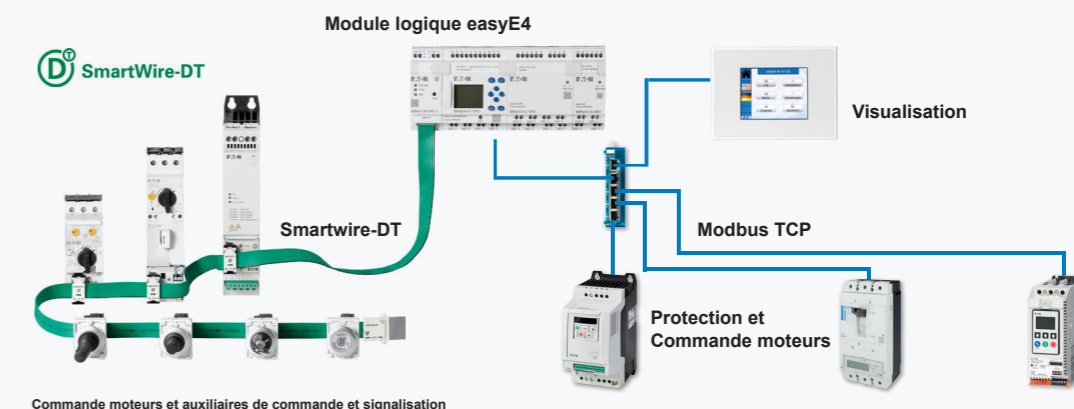 Module logique easyE4
DT
SmartWire-DT
Visualisation
Smartwire-DT
Modbus TCP
Protection et
Commande moteurs
Commande moteurs et auxiliaires de commande et signalisation